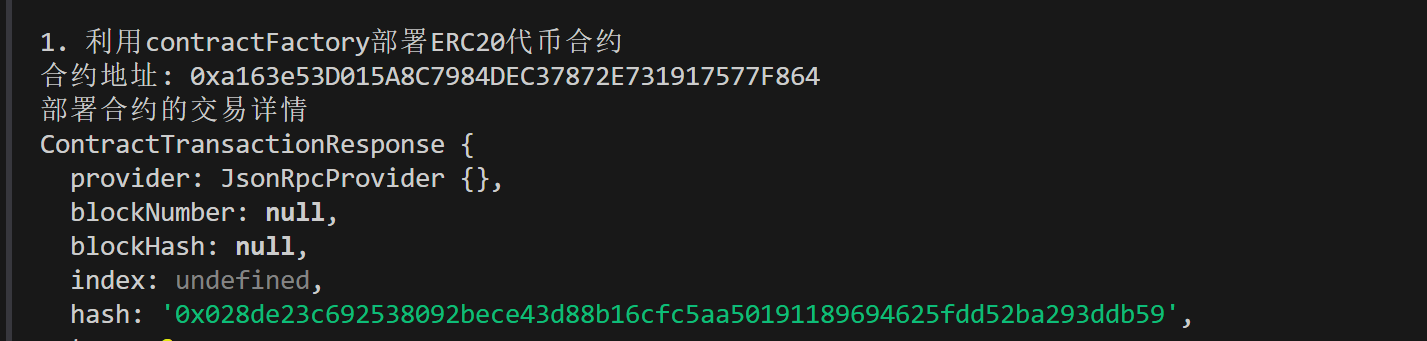 1. 利用contractFactory部署ERC20代币合约
合约地址: 0xa163e53D015A8C7984DEC37872E731917577F864
部署合约的交易详情
ContractTransactionResponse {
provider: JsonRpcProvider {},
blockNumber: null,
blockHash: null,
index: undefined,
hash: '0x028de23c692538092bece43d88b16cfc5aa50191189694625fdd52ba293ddb59',